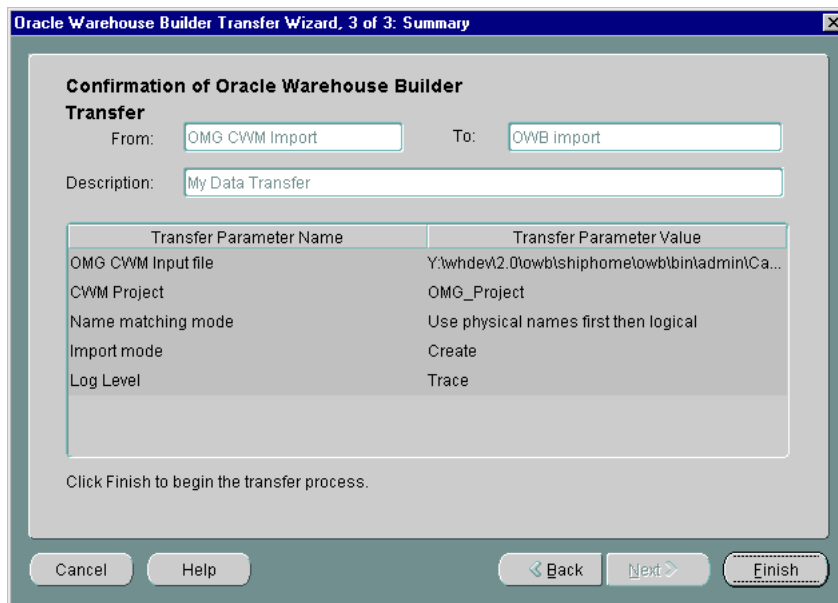 Oracle Warehouse Builder Transfer Wizard, 3 of 3: Summary
Confirmation of Oracle Warehouse Builder
Transfer
From: OMG CWM Import To: OWB import
Description: My Data Transfer
Transfer Parameter Name Transfer Parameter Value
OMG CWM Input file Y:\whdev\2.0\owb\shiphome\owb\bin\admin\Ca...
CWM Project OMG_Project
Name matching mode Use physical names first then logical
Import mode Create
Log Level Trace
Click Finish to begin the transfer process.
Cancel Help Back Next Finish